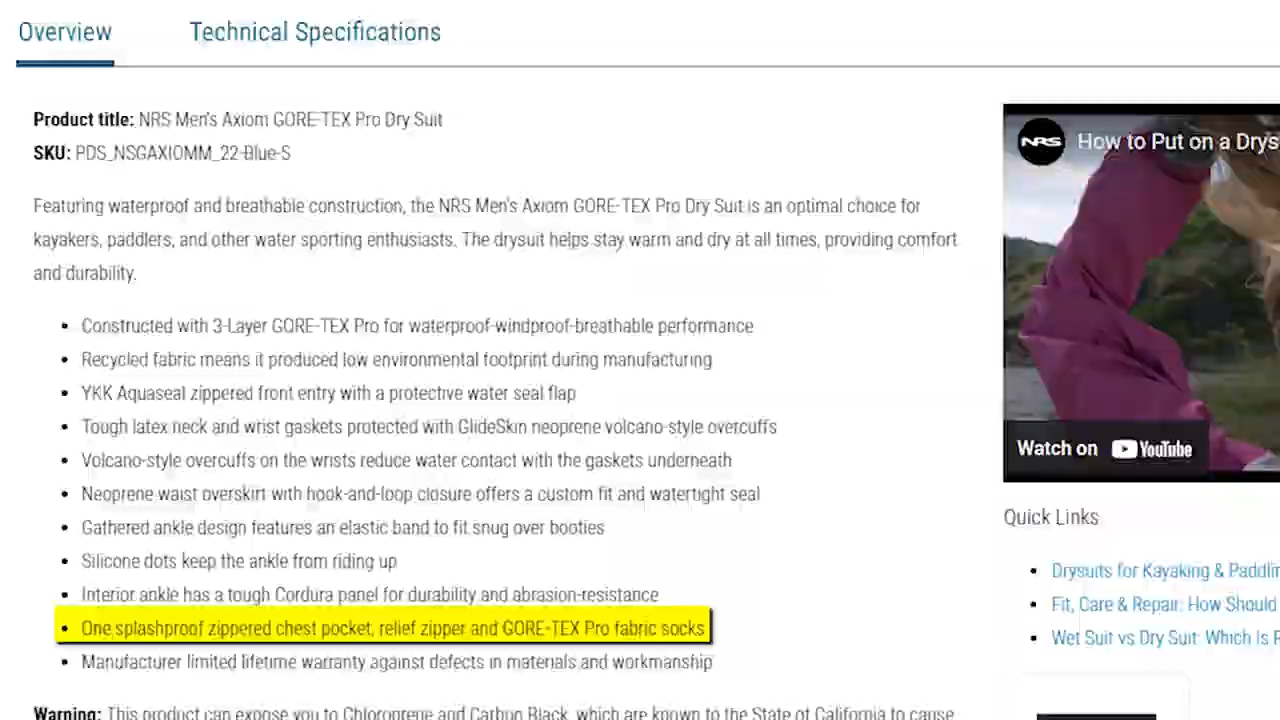 Overview Technical Specifications
Product title: NRS Men's Axiom GORE-TEX Pro Dry Suit
SKU: PDS_NSGAXIOMM_22-Blue-S
Featuring waterproof and breathable construction, the NRS Men's Axiom GORE-TEX Pro Dry Suit is an optimal choice for
kayakers, paddlers, and other water sporting enthusiasts. The drysuit helps stay warm and dry at all times, providing comfort
and durability.
• Constructed with 3-Layer GORE-TEX Pro for waterproof-windproof-breathable performance
• Recycled fabric means it produced low environmental footprint during manufacturing
• YKK Aquaseal zippered front entry with a protective water seal flap
• Tough latex neck and wrist gaskets protected with GlideSkin neoprene volcano-style overcuffs
• Volcano-style overcuffs on the wrists reduce water contact with the gaskets underneath
• Neoprene waist overskirt with hook-and-loop closure offers a custom fit and watertight seal
• Gathered ankle design features an elastic band to fit snug over booties
• Silicone dots keep the ankle from riding up
• Interior ankle has a tough Cordura panel for durability and abrasion-resistance
• One splashproof zippered chest pocket, relief zipper and GORE-TEX Pro fabric socks
• Manufacturer limited lifetime warranty against defects in materials and workmanship
Warning: This product can expose you to Chloroprene and Carbon Black, which are known to the State of California to cause
NRS How to Put on a Drys
Watch on YouTube
Quick Links
• Drysuits for Kayaking & Paddlin
• Fit, Care & Repair: How Should
• Wet Suit vs Dry Suit: Which Is